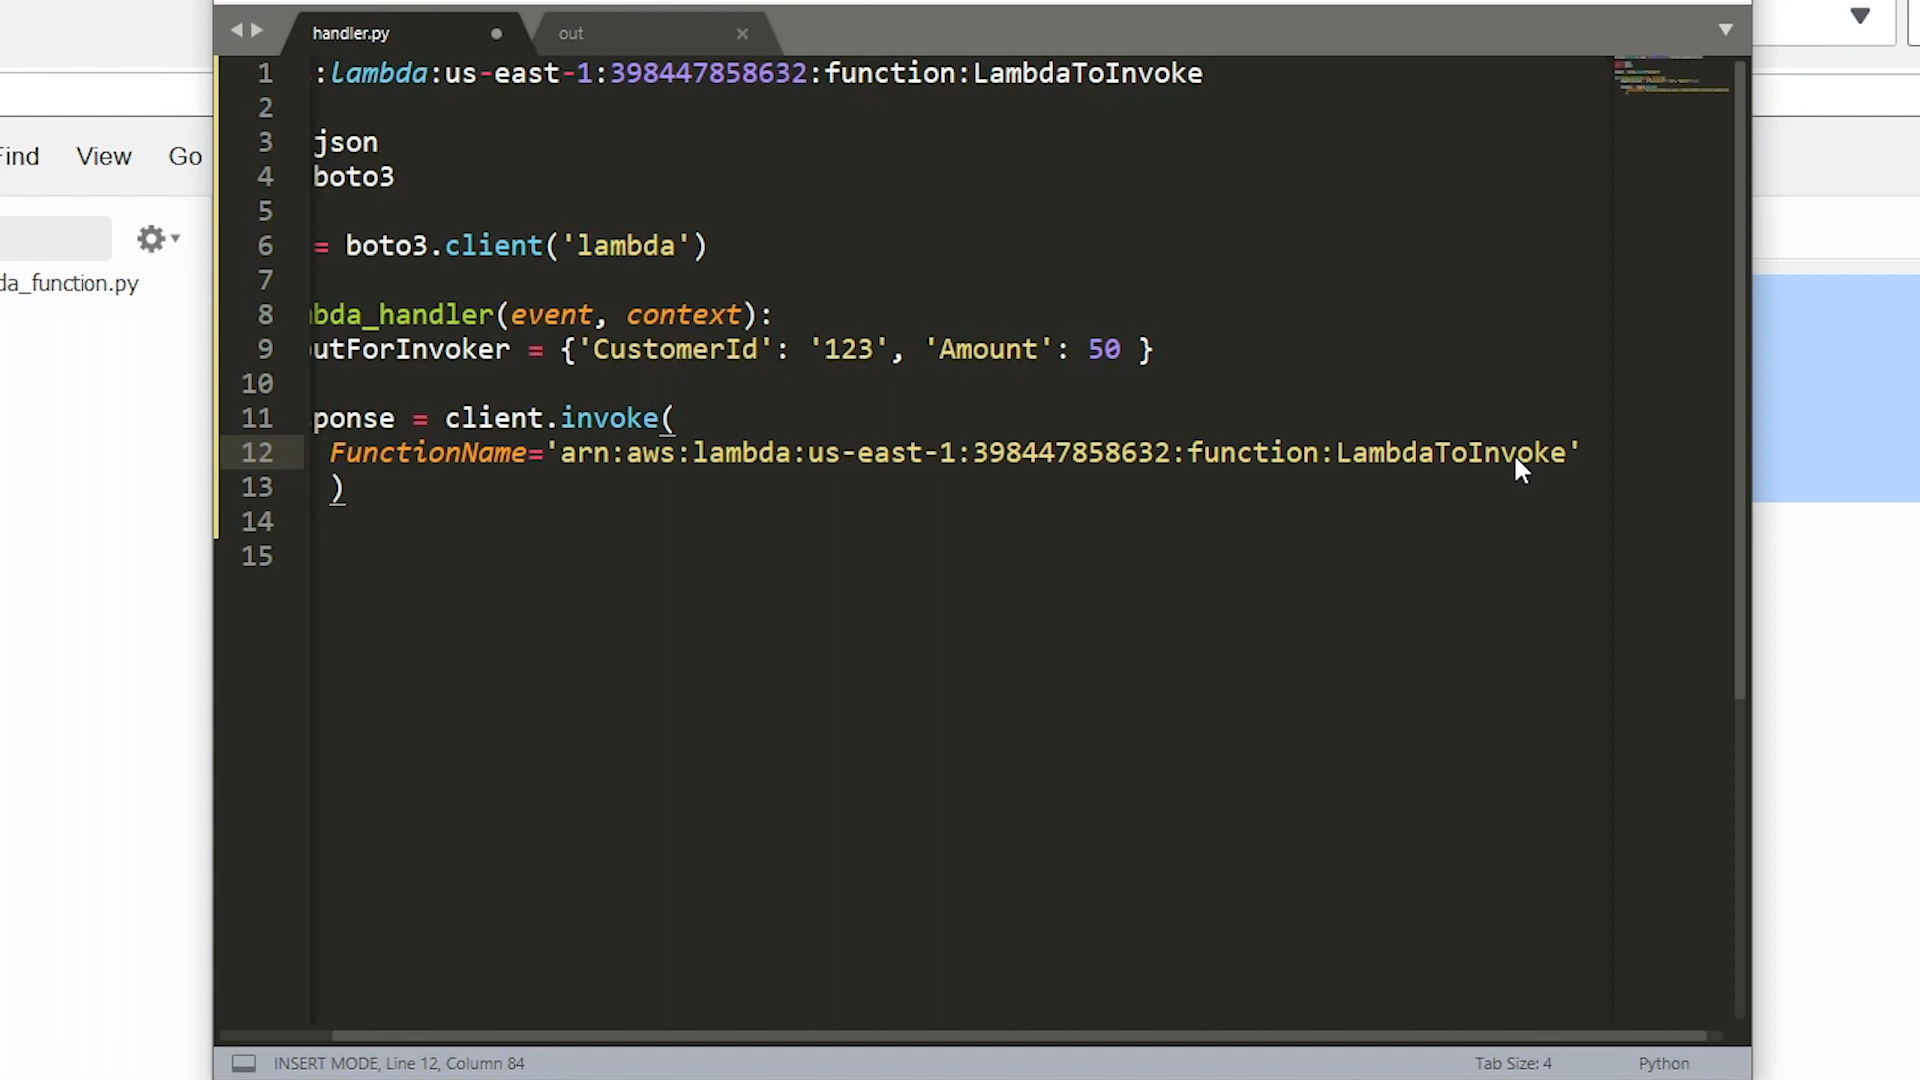 handler.py
out
1 :lambda:us-east-1:398447858632:function:LambdaToInvoke
2
3 json
4 boto3
5
6 = boto3.client('lambda')
7
8 bda_handler(event, context):
9 utForInvoker = {'CustomerId': '123', 'Amount': 50 }
10
11 ponse = client.invoke(
12 FunctionName='arn:aws:lambda:us-east-1:398447858632:function:LambdaToInvoke'
13 )
14
15
Find View Go
da_function.py
INSERT MODE, Line 12, Column 84
Tab Size: 4
Python